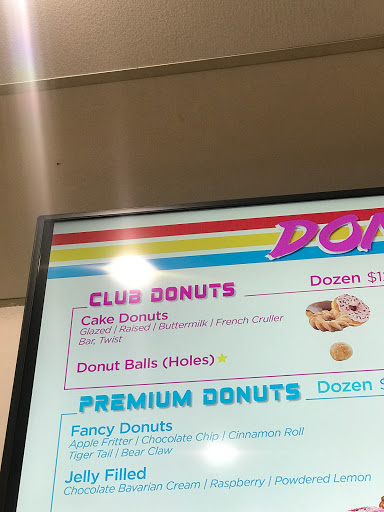 DON
CLUB DONUTS
Dozen $1
Cake Donuts
Glazed | Raised | Buttermilk | French Cruller
Bar, Twist
Donut Balls (Holes)
PREMIUM DONUTS
Dozen $
Fancy Donuts
Apple Fritter | Chocolate Chip | Cinnamon Roll
Tiger Tail | Bear Claw
Jelly Filled
Chocolate Bavarian Cream | Raspberry | Powdered Lemon